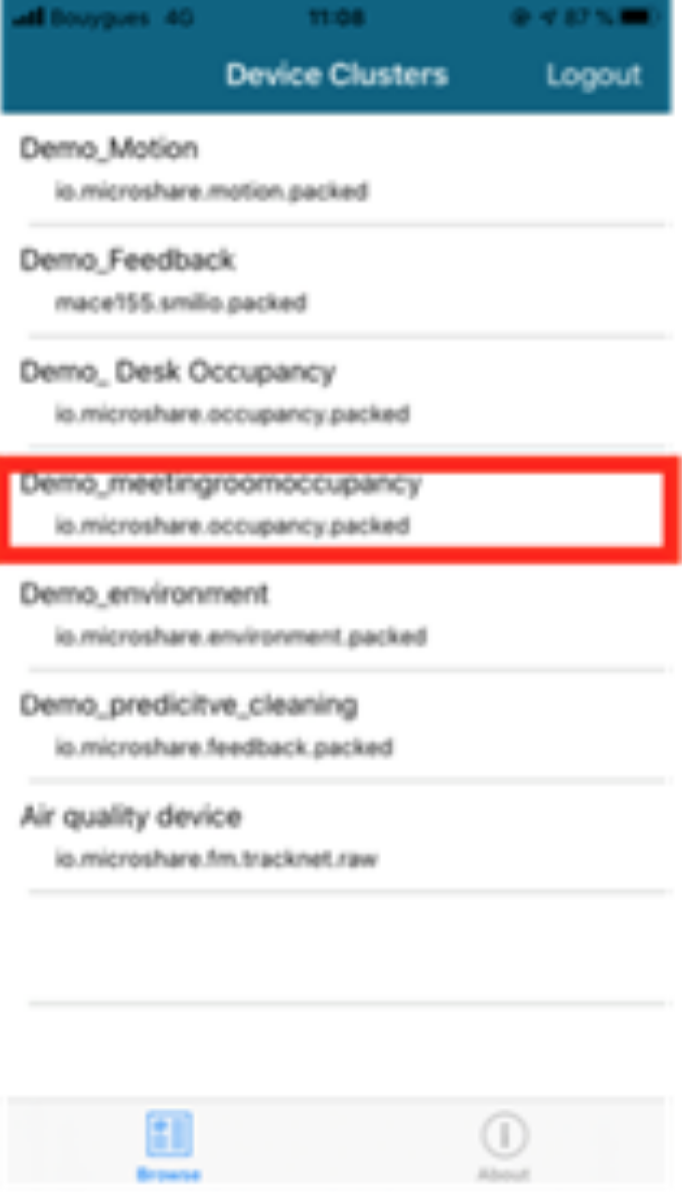 Bouygues 4G 11:08 87 %
Device Clusters Logout
Demo_Motion
io.microshare.motion.packed
Demo_Feedback
mace155.smilio.packed
Demo_ Desk Occupancy
io.microshare.occupancy.packed
Demo_meetingroomoccupancy
io.microshare.occupancy.packed
Demo_environment
io.microshare.environment.packed
Demo_predicitve_cleaning
io.microshare.feedback.packed
Air quality device
io.microshare.fm.tracknet.raw
Browse About